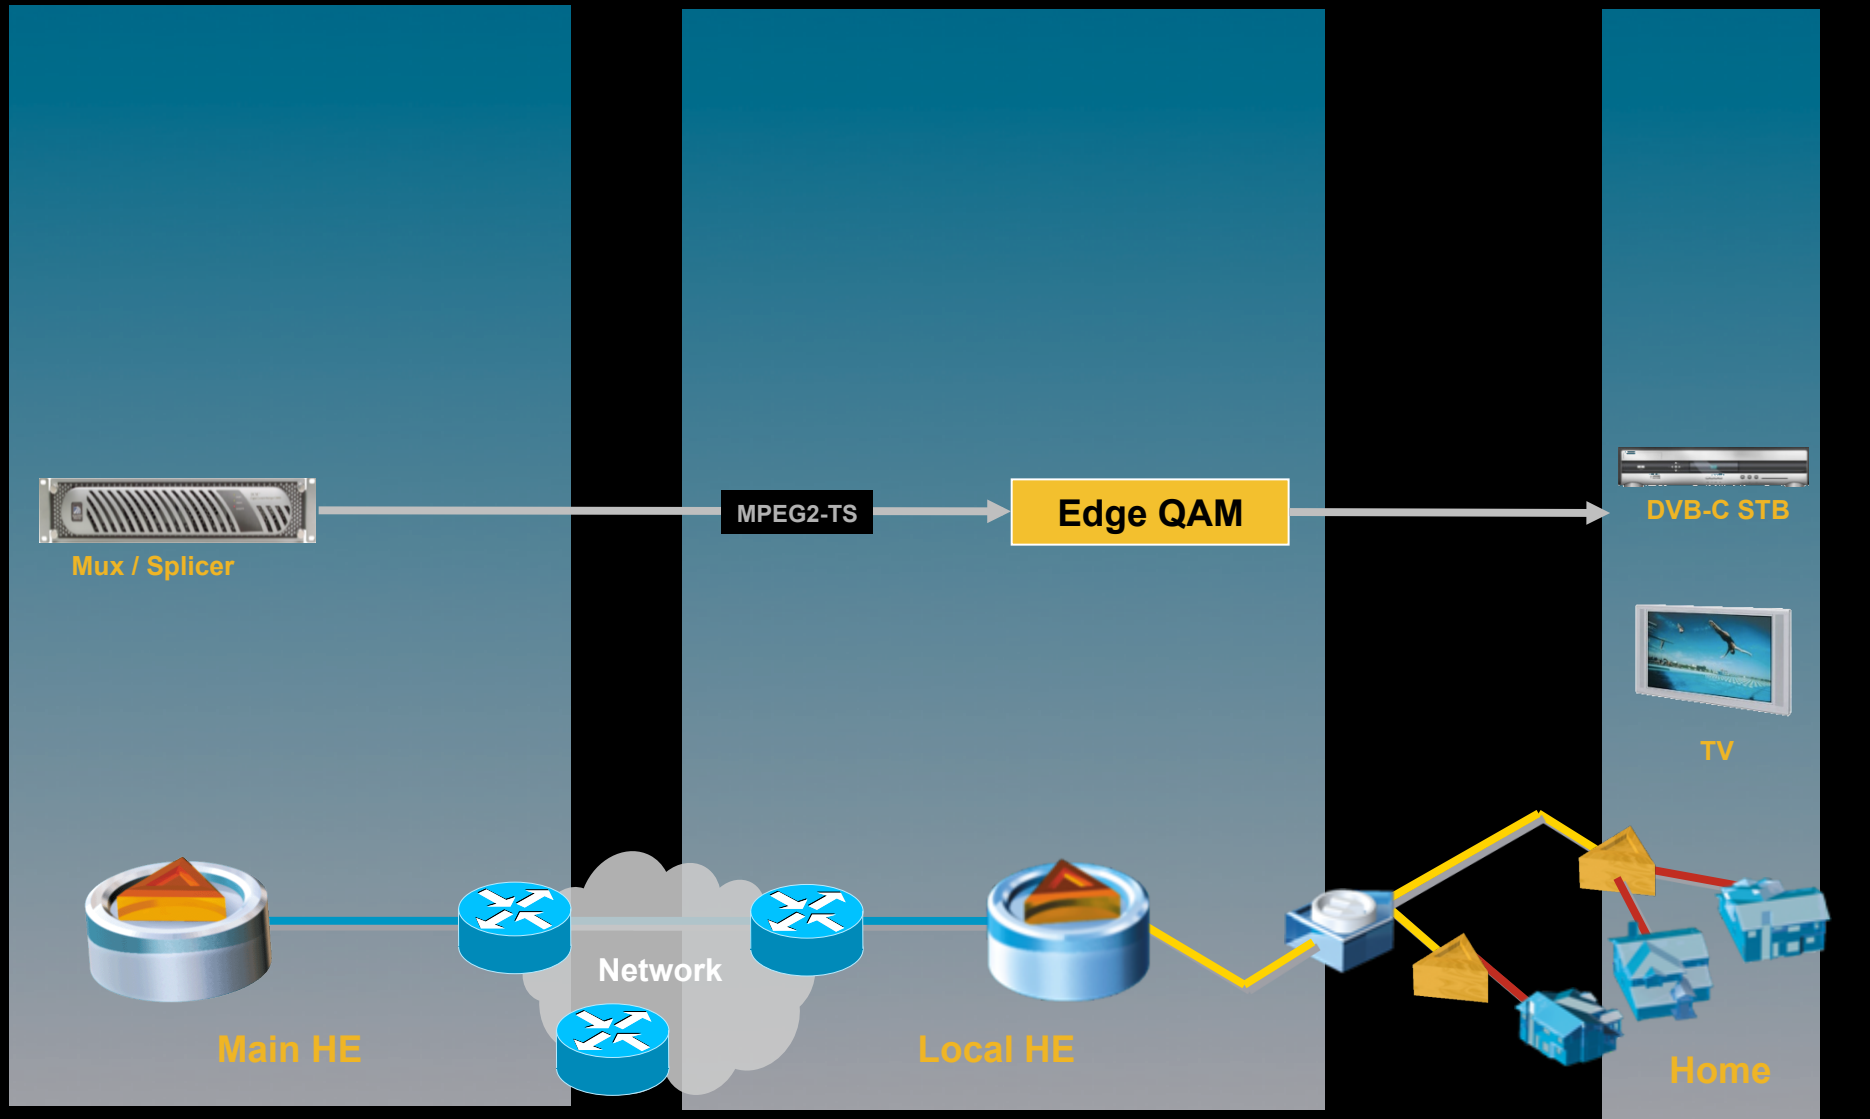 MPEG2-TS
Edge QAM
DVB-C STB
Mux / Splicer
TV
Network
Main HE
Local HE
Home